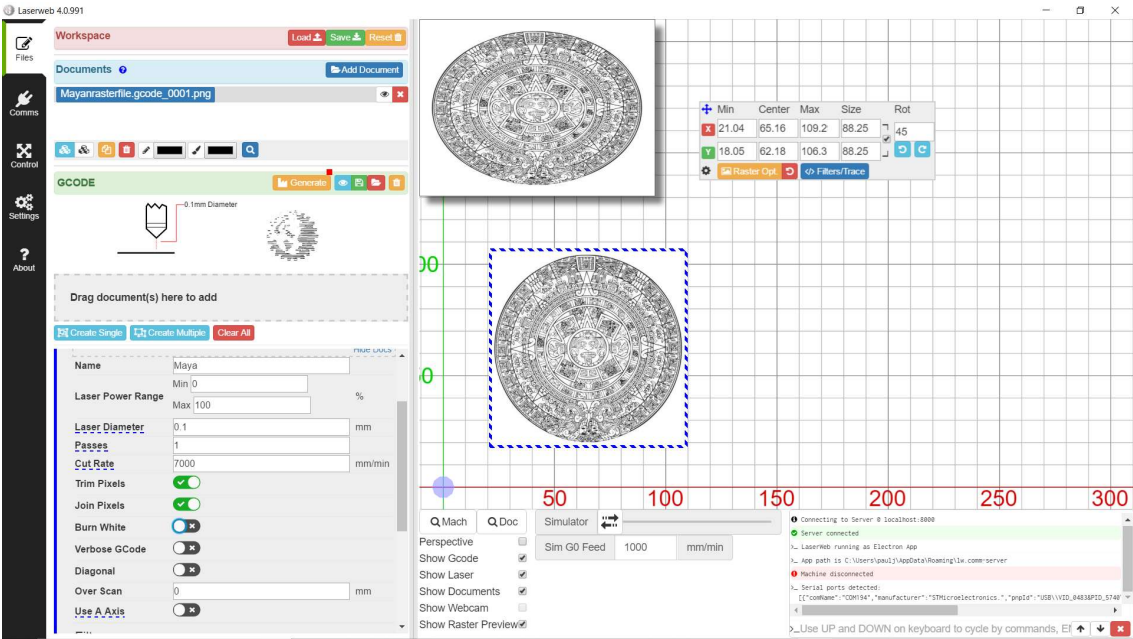 Laserweb 4.0.991
Files
Comms
Control
Settings
About
Workspace
Load Save Reset
Documents
Add Document
Mayanrasterfile.gcode_0001.png
GCODE
Generate
0.1mm Diameter
Drag document(s) here to add
Create Single Create Multiple Clear All
Hide Docs
Name Maya
Laser Power Range Min 0 %
Max 100
Laser Diameter 0.1 mm
Passes 1
Cut Rate 7000 mm/min
Trim Pixels
Join Pixels
Burn White
Verbose GCode
Diagonal
Over Scan 0 mm
Use A Axis
Min Center Max Size Rot
X 21.04 65.16 109.2 88.25 45
Y 18.05 62.18 106.3 88.25
Raster Opt. </> Filters/Trace
50 100 150 200 250 300
Mach Doc Simulator
Perspective
Sim G0 Feed 1000 mm/min
Show Gcode
Show Laser
Show Documents
Show Webcam
Show Raster Preview
Connecting to Server @ localhost:8000
Server connected
>_ LaserWeb running as Electron App
>_ App path is C:\Users\paulj\AppData\Roaming\lw.comm-server
Machine disconnected
>_ Serial ports detected:
[{"comName":"COM194","manufacturer":"STMicroelectronics.","pnpId":"USB\\VID_0483&PID_5740
>_ Use UP and DOWN on keyboard to cycle by commands,